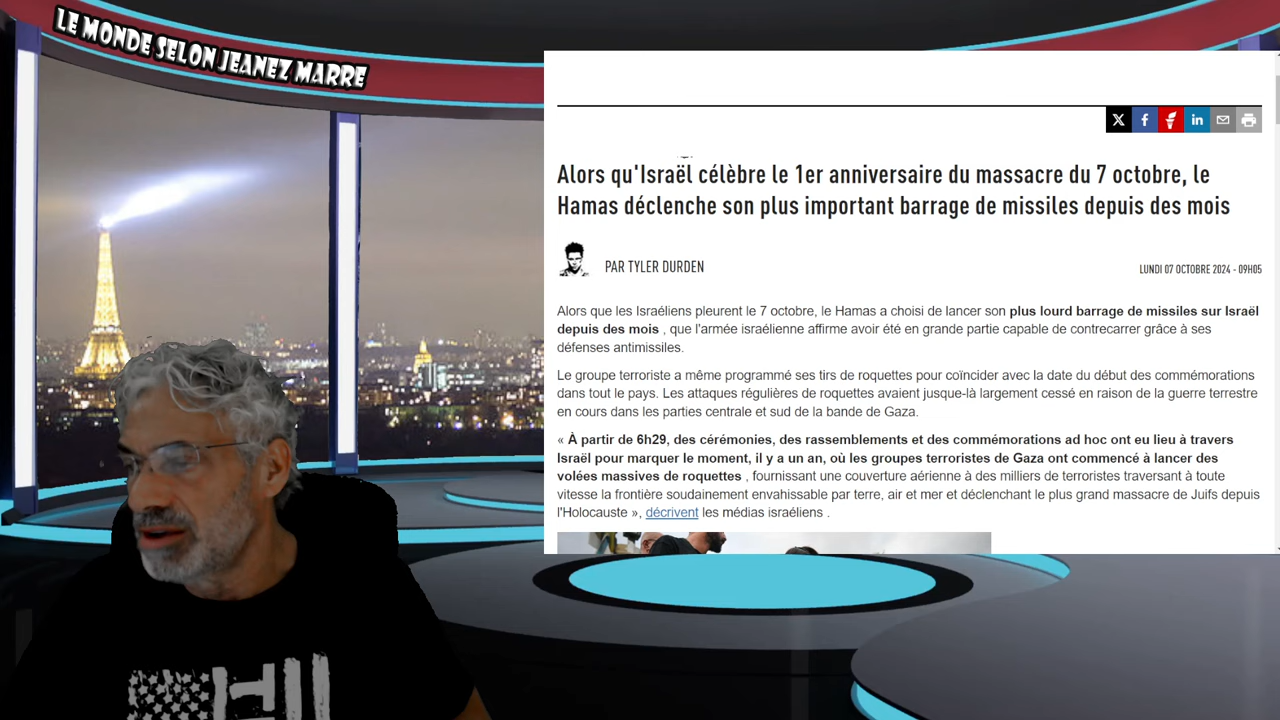 LE MONDE SELON JEANEZ MARRE
Alors qu'Israël célèbre le 1er anniversaire du massacre du 7 octobre, le
Hamas déclenche son plus important barrage de missiles depuis des mois
PAR TYLER DURDEN
LUNDI 07 OCTOBRE 2024 - 09H05
Alors que les Israéliens pleurent le 7 octobre, le Hamas a choisi de lancer son plus lourd barrage de missiles sur Israël
depuis des mois , que l'armée israélienne affirme avoir été en grande partie capable de contrecarrer grâce à ses
défenses antimissiles.
Le groupe terroriste a même programmé ses tirs de roquettes pour coïncider avec la date du début des commémorations
dans tout le pays. Les attaques régulières de roquettes avaient jusque-là largement cessé en raison de la guerre terrestre
en cours dans les parties centrale et sud de la bande de Gaza.
« À partir de 6h29, des cérémonies, des rassemblements et des commémorations ad hoc ont eu lieu à travers
Israël pour marquer le moment, il y a un an, où les groupes terroristes de Gaza ont commencé à lancer des
volées massives de roquettes , fournissant une couverture aérienne à des milliers de terroristes traversant à toute
vitesse la frontière soudainement envahissable par terre, air et mer et déclenchant le plus grand massacre de Juifs depuis
l'Holocauste », décrivent les médias israéliens .